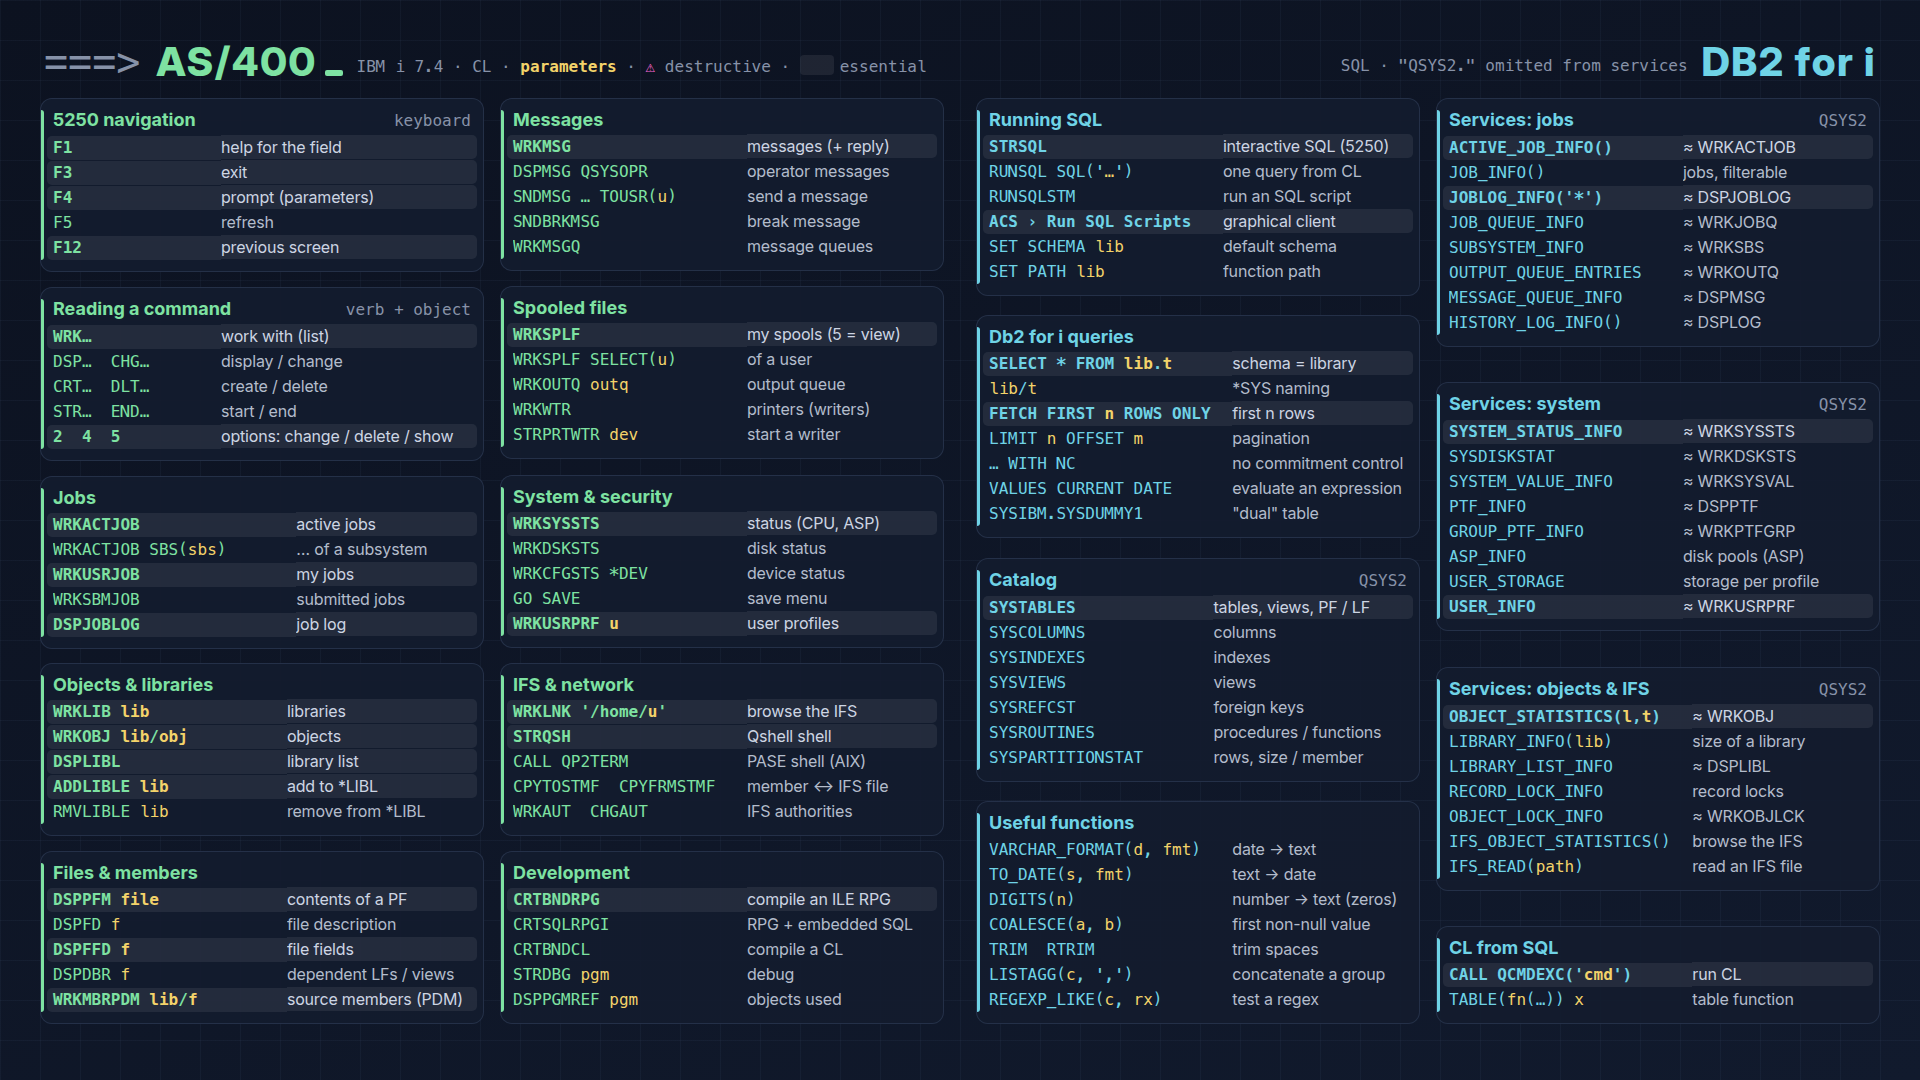 ===> AS/400_ IBM i 7.4 · CL · parameters · ⚠ destructive · essential
SQL · "QSYS2." omitted from services DB2 for i
5250 navigation keyboard
F1 help for the field
F3 exit
F4 prompt (parameters)
F5 refresh
F12 previous screen
Reading a command verb + object
WRK… work with (list)
DSP… CHG… display / change
CRT… DLT… create / delete
STR… END… start / end
2 4 5 options: change / delete / show
Jobs
WRKACTJOB active jobs
WRKACTJOB SBS(sbs) … of a subsystem
WRKUSRJOB my jobs
WRKSBMJOB submitted jobs
DSPJOBLOG job log
Objects & libraries
WRKLIB lib libraries
WRKOBJ lib/obj objects
DSPLIBL library list
ADDLIBLE lib add to *LIBL
RMVLIBLE lib remove from *LIBL
Files & members
DSPPFM file contents of a PF
DSPFD f file description
DSPFFD f file fields
DSPDBR f dependent LFs / views
WRKMBRPDM lib/f source members (PDM)
Messages
WRKMSG messages (+ reply)
DSPMSG QSYSOPR operator messages
SNDMSG … TOUSR(u) send a message
SNDBRKMSG break message
WRKMSGQ message queues
Spooled files
WRKSPLF my spools (5 = view)
WRKSPLF SELECT(u) of a user
WRKOUTQ outq output queue
WRKWTR printers (writers)
STRPRTWTR dev start a writer
System & security
WRKSYSSTS status (CPU, ASP)
WRKDSKSTS disk status
WRKCFGSTS *DEV device status
GO SAVE save menu
WRKUSRPRF u user profiles
IFS & network
WRKLNK '/home/u' browse the IFS
STRQSH Qshell shell
CALL QP2TERM PASE shell (AIX)
CPYTOSTMF CPYFRMSTMF member ↔ IFS file
WRKAUT CHGAUT IFS authorities
Development
CRTBNDRPG compile an ILE RPG
CRTSQLRPGI RPG + embedded SQL
CRTBNDCL compile a CL
STRDBG pgm debug
DSPPGMREF pgm objects used
Running SQL
STRSQL interactive SQL (5250)
RUNSQL SQL('…') one query from CL
RUNSQLSTM run an SQL script
ACS › Run SQL Scripts graphical client
SET SCHEMA lib default schema
SET PATH lib function path
Db2 for i queries
SELECT * FROM lib.t schema = library
lib/t *SYS naming
FETCH FIRST n ROWS ONLY first n rows
LIMIT n OFFSET m pagination
… WITH NC no commitment control
VALUES CURRENT DATE evaluate an expression
SYSIBM.SYSDUMMY1 "dual" table
Catalog QSYS2
SYSTABLES tables, views, PF / LF
SYSCOLUMNS columns
SYSINDEXES indexes
SYSVIEWS views
SYSREFCST foreign keys
SYSROUTINES procedures / functions
SYSPARTITIONSTAT rows, size / member
Useful functions
VARCHAR_FORMAT(d, fmt) date → text
TO_DATE(s, fmt) text → date
DIGITS(n) number → text (zeros)
COALESCE(a, b) first non-null value
TRIM RTRIM trim spaces
LISTAGG(c, ',') concatenate a group
REGEXP_LIKE(c, rx) test a regex
Services: jobs QSYS2
ACTIVE_JOB_INFO() ≈ WRKACTJOB
JOB_INFO() jobs, filterable
JOBLOG_INFO('*') ≈ DSPJOBLOG
JOB_QUEUE_INFO ≈ WRKJOBQ
SUBSYSTEM_INFO ≈ WRKSBS
OUTPUT_QUEUE_ENTRIES ≈ WRKOUTQ
MESSAGE_QUEUE_INFO ≈ DSPMSG
HISTORY_LOG_INFO() ≈ DSPLOG
Services: system QSYS2
SYSTEM_STATUS_INFO ≈ WRKSYSSTS
SYSDISKSTAT ≈ WRKDSKSTS
SYSTEM_VALUE_INFO ≈ WRKSYSVAL
PTF_INFO ≈ DSPPTF
GROUP_PTF_INFO ≈ WRKPTFGRP
ASP_INFO disk pools (ASP)
USER_STORAGE storage per profile
USER_INFO ≈ WRKUSRPRF
Services: objects & IFS QSYS2
OBJECT_STATISTICS(l,t) ≈ WRKOBJ
LIBRARY_INFO(lib) size of a library
LIBRARY_LIST_INFO ≈ DSPLIBL
RECORD_LOCK_INFO record locks
OBJECT_LOCK_INFO ≈ WRKOBJLCK
IFS_OBJECT_STATISTICS() browse the IFS
IFS_READ(path) read an IFS file
CL from SQL
CALL QCMDEXC('cmd') run CL
TABLE(fn(…)) x table function